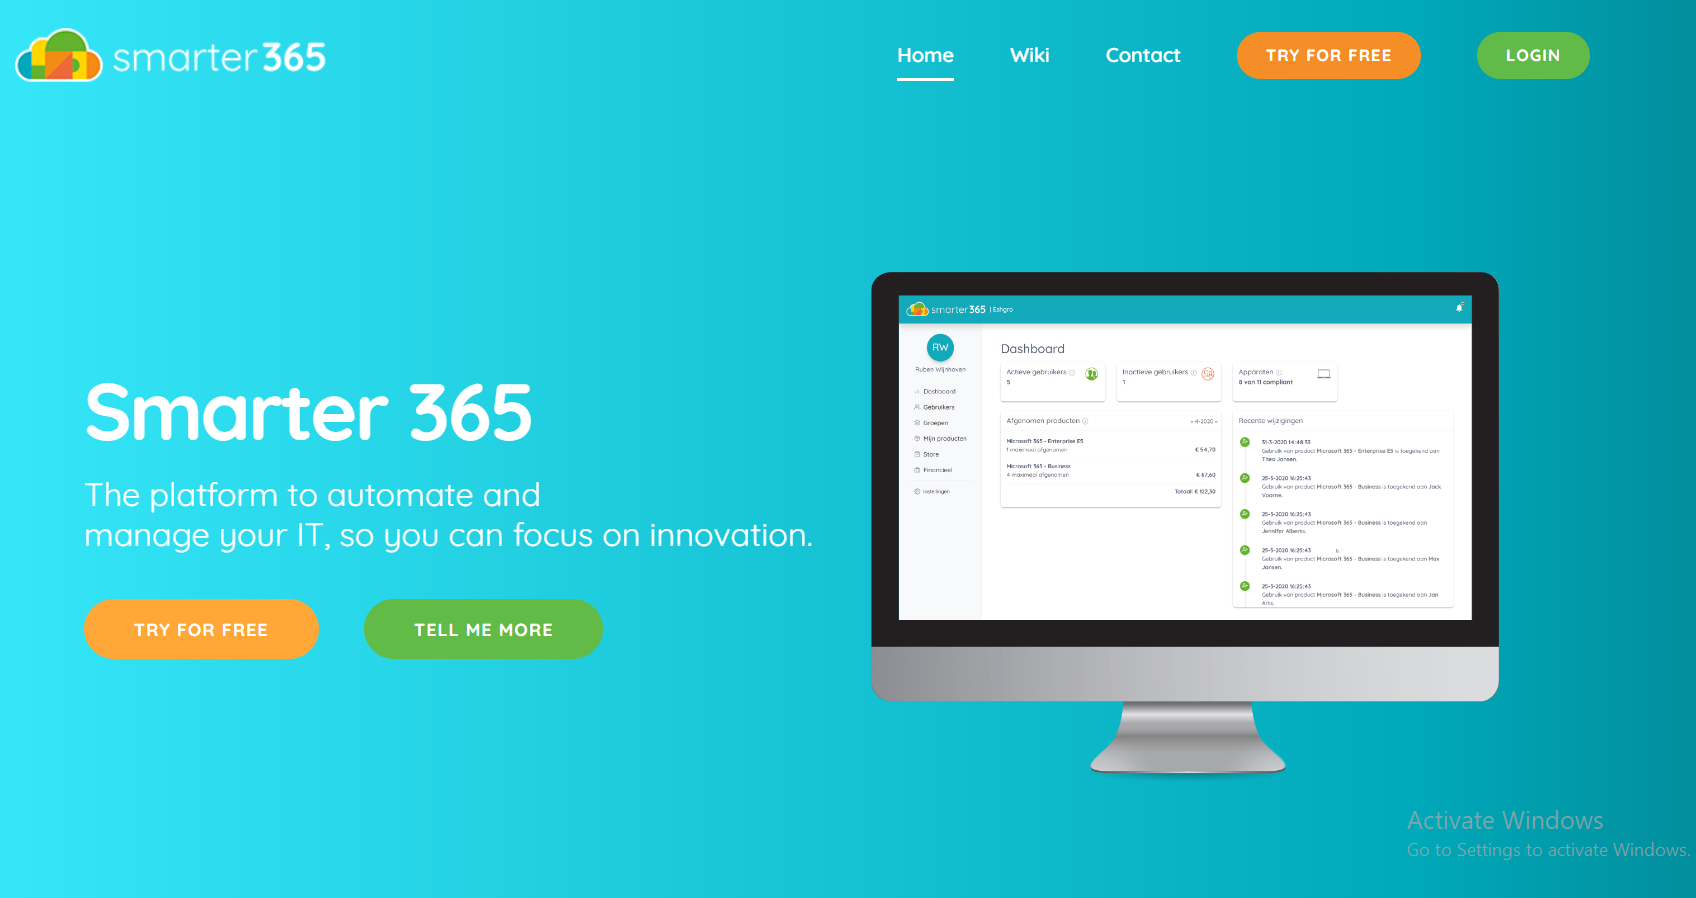 smarter365
Home
Wiki
Contact
TRY FOR FREE
LOGIN
Smarter 365
The platform to automate and
manage your IT, so you can focus on innovation.
TRY FOR FREE
TELL ME MORE
smarter365 | Eshgro
RW
Ruben Wijnhoven
Dashboard
Gebruikers
Groepen
Mijn producten
Store
Financieel
Instellingen
Dashboard
Actieve gebruikers
5
Inactieve gebruikers
1
Apparaten
8 van 11 compliant
Afgenomen producten
« 4-2020 »
Microsoft 365 - Enterprise E5
1 maximaal afgenomen
€ 54,70
Microsoft 365 - Business
4 maximaal afgenomen
€ 67,60
Totaal: € 122,30
Recente wijzigingen
31-3-2020 14:48:33
Gebruik van product Microsoft 365 - Enterprise E5 is toegekend aan
Thea Jansen.
25-3-2020 16:25:43
Gebruik van product Microsoft 365 - Business is toegekend aan Jack
Voorne.
25-3-2020 16:25:43
Gebruik van product Microsoft 365 - Business is toegekend aan
Jennifer Alberts.
25-3-2020 16:25:43
Gebruik van product Microsoft 365 - Business is toegekend aan Max
Jansen.
25-3-2020 16:25:43
Gebruik van product Microsoft 365 - Business is toegekend aan Jan
Arts.
Activate Windows
Go to Settings to activate Windows.